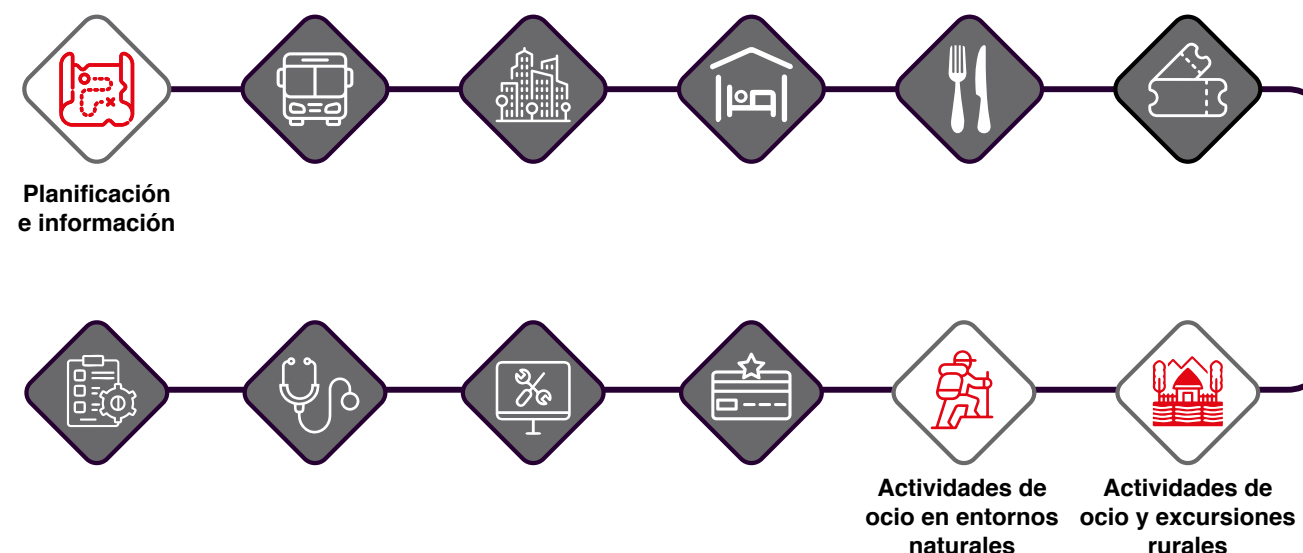 Planificación
e información
Actividades de
ocio en entornos
naturales
Actividades de
ocio y excursiones
rurales